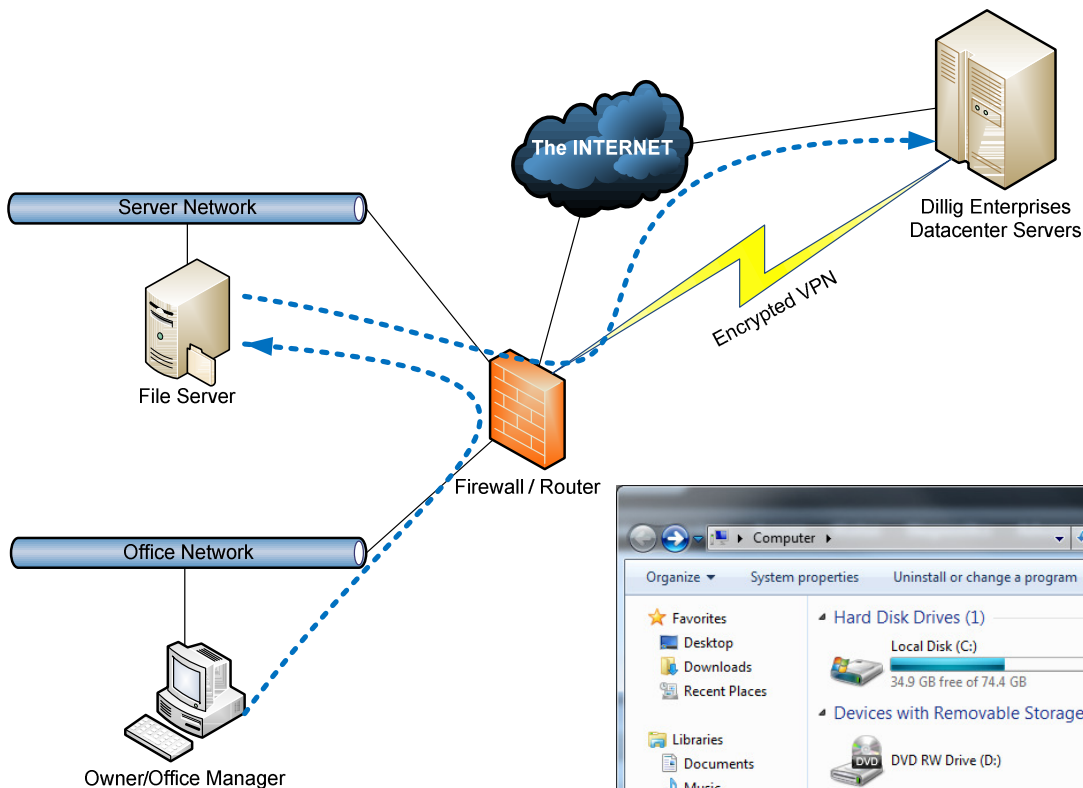 The INTERNET
Dillig Enterprises
Datacenter Servers
Server Network
Encrypted VPN
File Server
Firewall / Router
Office Network
Owner/Office Manager
Computer
Organize
System properties
Uninstall or change a program
Favorites
Desktop
Downloads
Recent Places
Libraries
Documents
Music
Hard Disk Drives (1)
Local Disk (C:)
34.9 GB free of 74.4 GB
Devices with Removable Storage
DVD
DVD RW Drive (D:)